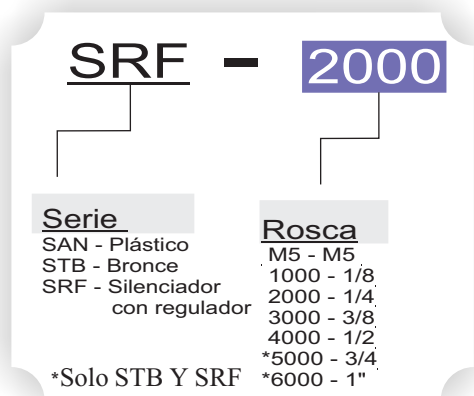 SRF - 2000
Serie
SAN - Plástico
STB - Bronce
SRF - Silenciador
con regulador
*Solo STB Y SRF
Rosca
M5 - M5
1000 - 1/8
2000 - 1/4
3000 - 3/8
4000 - 1/2
*5000 - 3/4
*6000 - 1"